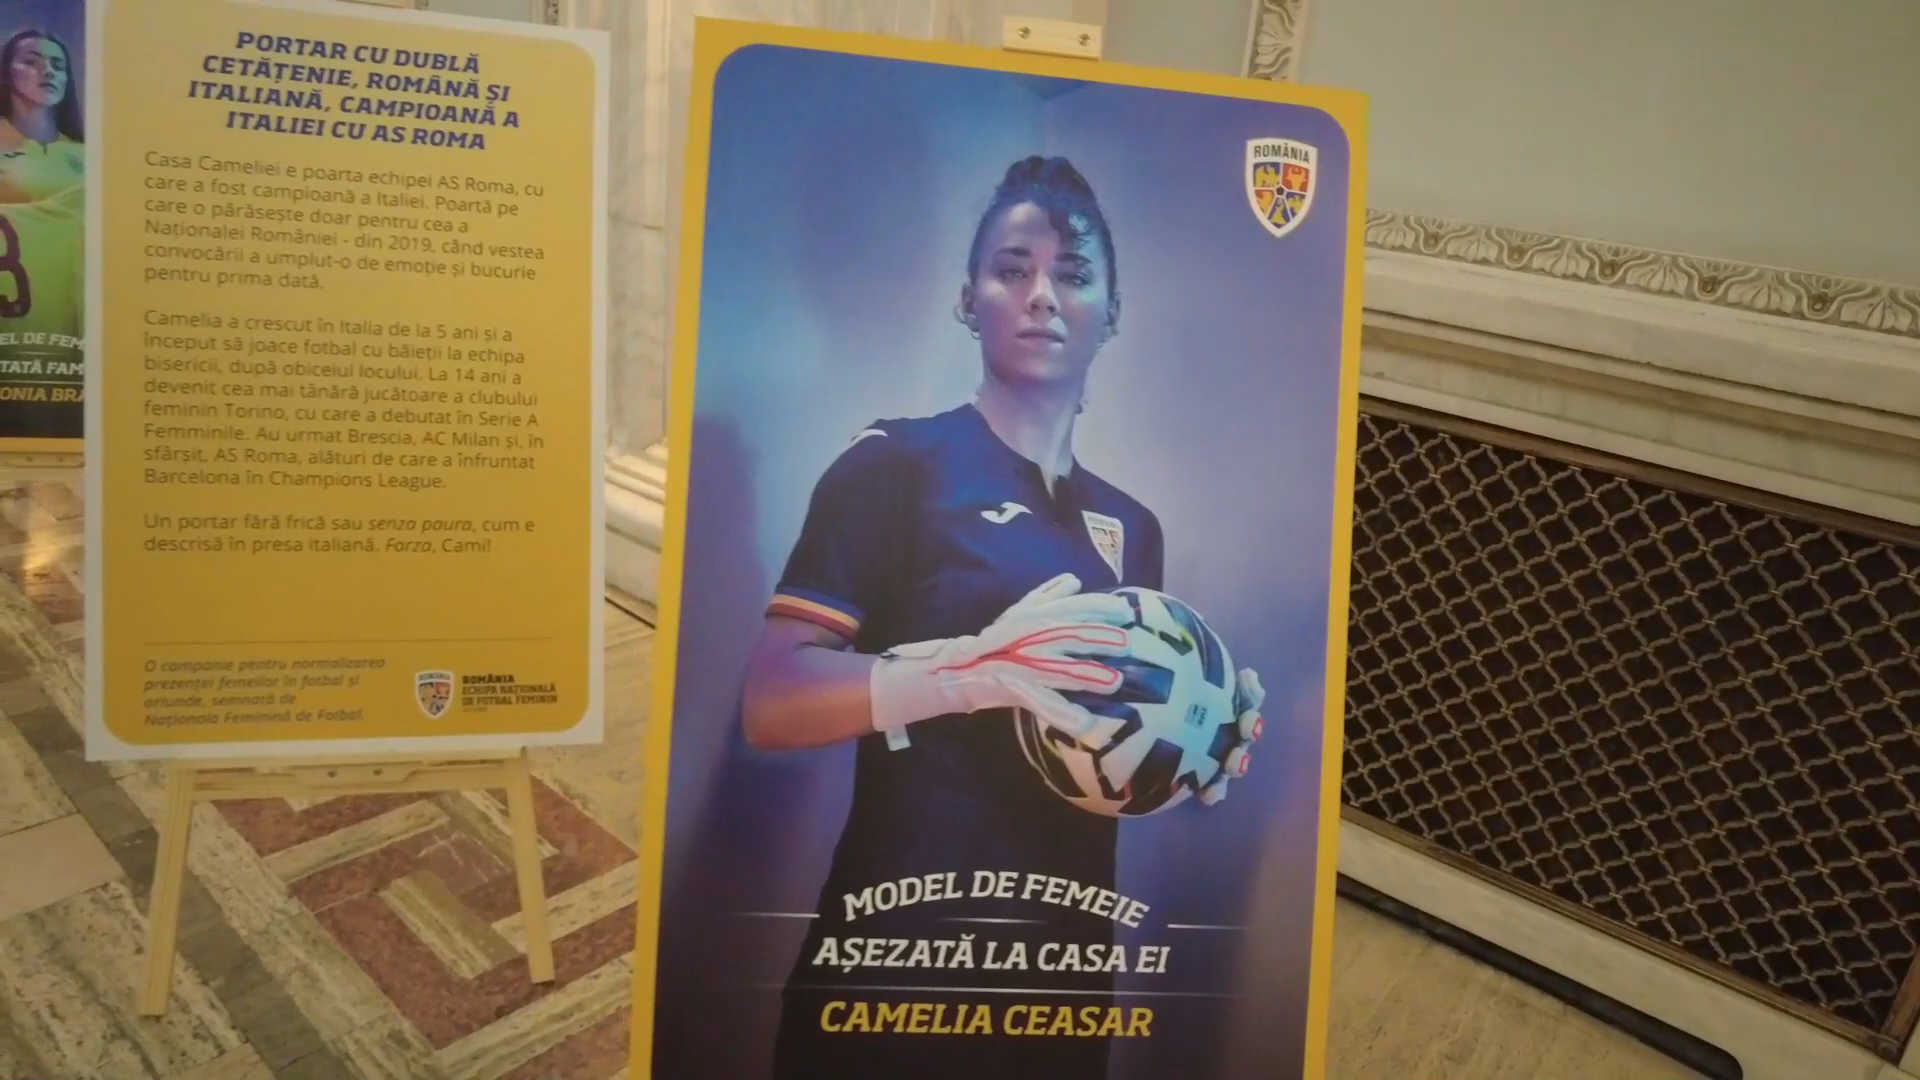 PORTAR CU DUBLĂ
CETĂȚENIE, ROMÂNĂ ȘI
ITALIANĂ, CAMPIOANĂ A
ITALIEI CU AS ROMA
Casa Cameliei e poarta echipei AS Roma, cu
care a fost campioană a Italiei. Poartă pe
care o părăsește doar pentru cea a
Naționalei României - din 2019, când vestea
convocării a umplut-o de emoție și bucurie
pentru prima dată.
Camelia a crescut în Italia de la 5 ani și a
început să joace fotbal cu băieții la echipa
bisericii, după obiceiul locului. La 14 ani a
devenit cea mai tânără jucătoare a clubului
feminin Torino, cu care a debutat în Serie A
Femminile. Au urmat Brescia, AC Milan și, în
sfârșit, AS Roma, alături de care a înfruntat
Barcelona în Champions League.
Un portar fără frică sau senza paura, cum e
descrisă în presa italiană. Forza, Cami!
O campanie pentru normalizarea
prezenței femeilor în fotbal și
oriunde, semnată de
Naționala Feminină de Fotbal.
ROMÂNIA
ROMÂNIA
ECHIPA NAȚIONALĂ
DE FOTBAL FEMININ
EL DE FEM
TATĂ FAM
ONIA BRA
ROMÂNIA
MODEL DE FEMEIE
AȘEZATĂ LA CASA EI
CAMELIA CEASAR